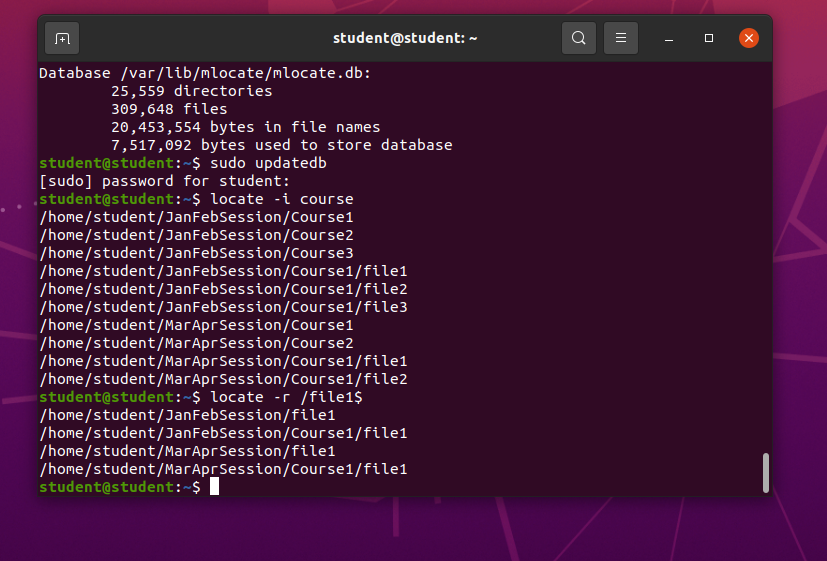 student@student: ~
Database /var/lib/mlocate/mlocate.db:
25,559 directories
309,648 files
20,453,554 bytes in file names
7,517,092 bytes used to store database
student@student:~$ sudo updatedb
[sudo] password for student:
student@student:~$ locate -i course
/home/student/JanFebSession/Course1
/home/student/JanFebSession/Course2
/home/student/JanFebSession/Course3
/home/student/JanFebSession/Course1/file1
/home/student/JanFebSession/Course1/file2
/home/student/JanFebSession/Course1/file3
/home/student/MarAprSession/Course1
/home/student/MarAprSession/Course2
/home/student/MarAprSession/Course1/file1
/home/student/MarAprSession/Course1/file2
student@student:~$ locate -r /file1$
/home/student/JanFebSession/file1
/home/student/JanFebSession/Course1/file1
/home/student/MarAprSession/file1
/home/student/MarAprSession/Course1/file1
student@student:~$